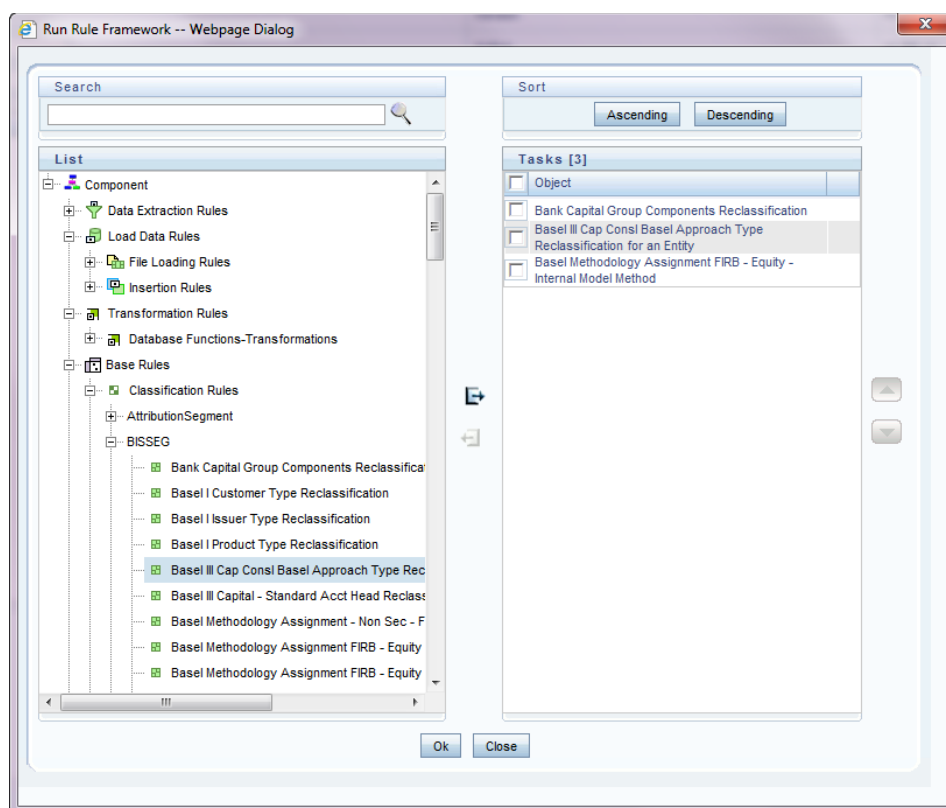 Run Rule Framework -- Webpage Dialog
x
Search
Sort
Ascending
Descending
List
Tasks [3]
Component
Object
Data Extraction Rules
Bank Capital Group Components Reclassification
Load Data Rules
Basel III Cap Consl Basel Approach Type
Reclassification for an Entity
File Loading Rules
Basel Methodology Assignment FIRB - Equity -
Internal Model Method
Insertion Rules
Transformation Rules
Database Functions-Transformations
Base Rules
Classification Rules
AttributionSegment
BISSEG
Bank Capital Group Components Reclassifica
Basel I Customer Type Reclassification
Basel I Issuer Type Reclassification
Basel I Product Type Reclassification
Basel III Cap Consl Basel Approach Type Rec
Basel III Capital - Standard Acct Head Reclass
Basel Methodology Assignment - Non Sec - F
Basel Methodology Assignment FIRB - Equity
Basel Methodology Assignment FIRB - Equity
Ok
Close